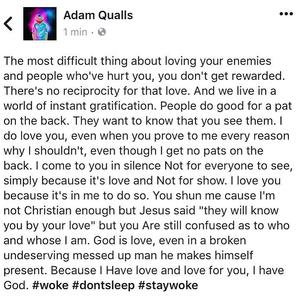 Adam Qualls
1 min ·
The most difficult thing about loving your enemies
and people who've hurt you, you don't get rewarded.
There's no reciprocity for that love. And we live in a
world of instant gratification. People do good for a pat
on the back. They want to know that you see them. I
do love you, even when you prove to me every reason
why I shouldn't, even though I get no pats on the
back. I come to you in silence Not for everyone to see,
simply because it's love and Not for show. I love you
because it's in me to do so. You shun me cause I'm
not Christian enough but Jesus said "they will know
you by your love" but you Are still confused as to who
and whose I am. God is love, even in a broken
undeserving messed up man he makes himself
present. Because I Have love and love for you, I have
God. #woke #dontsleep #staywoke